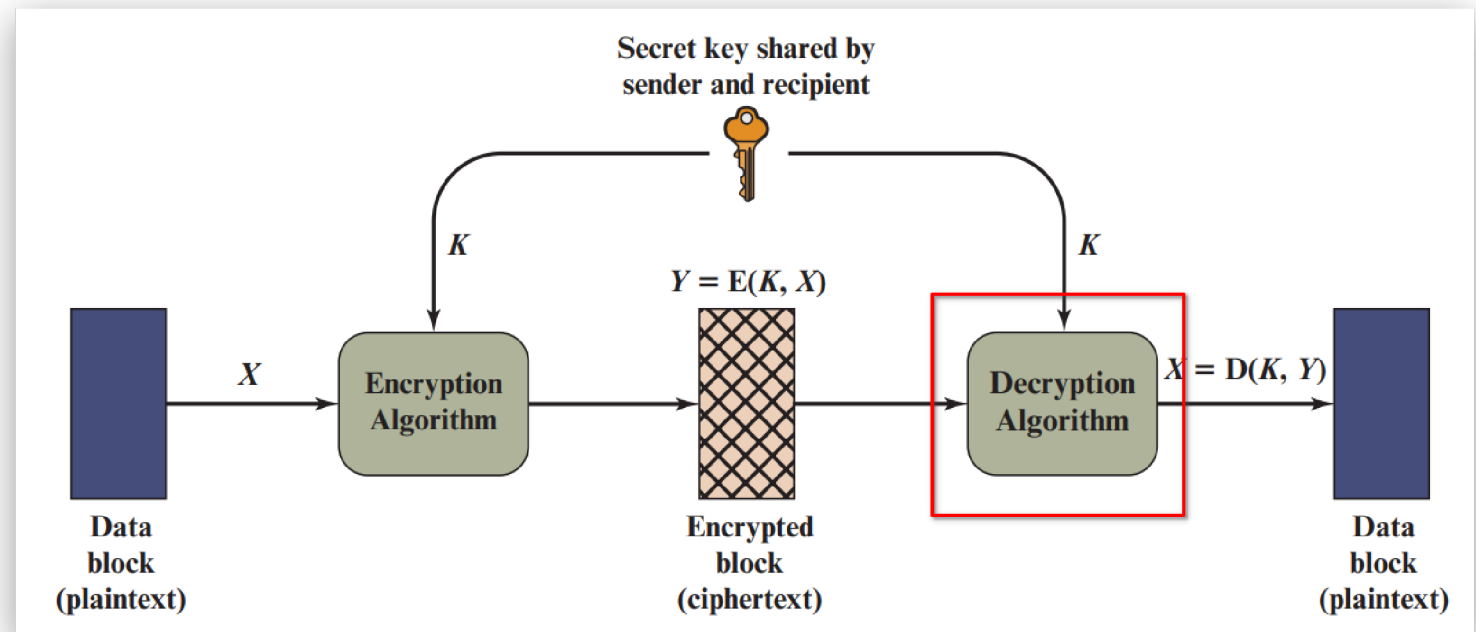 Secret key shared by
sender and recipient
K
K
Y = E(K, X)
X
Encryption
Algorithm
Decryption
Algorithm
X = D(K, Y)
Data
block
(plaintext)
Encrypted
block
(ciphertext)
Data
block
(plaintext)